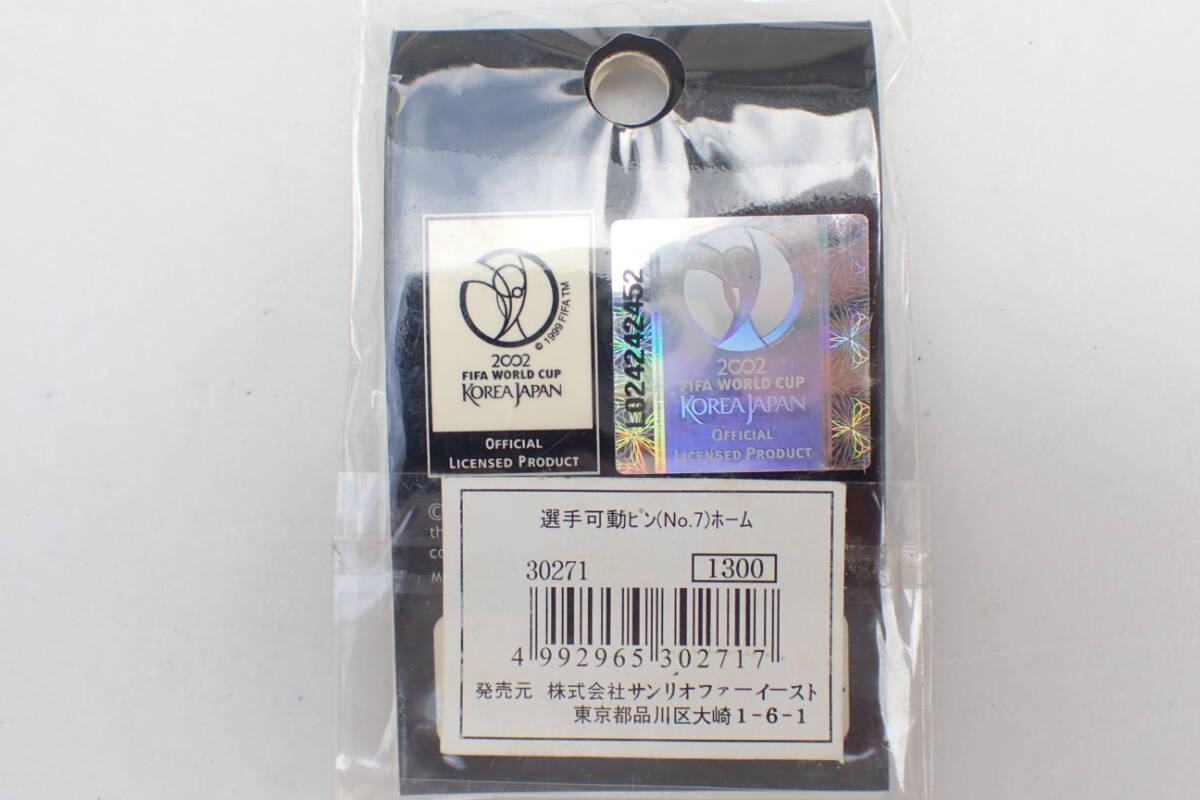 © 1999 FIFA TM
2002
FIFA WORLD CUP
KOREA JAPAN
OFFICIAL
LICENSED PRODUCT
E024242452
2002
FIFA WORLD CUP
KOREA JAPAN
OFFICIAL
LICENSED PRODUCT
©
選手可動ピン(No.7)ホーム
30271 1300
4 992965 302717
発売元 株式会社サンリオファーイースト
東京都品川区大崎1-6-1